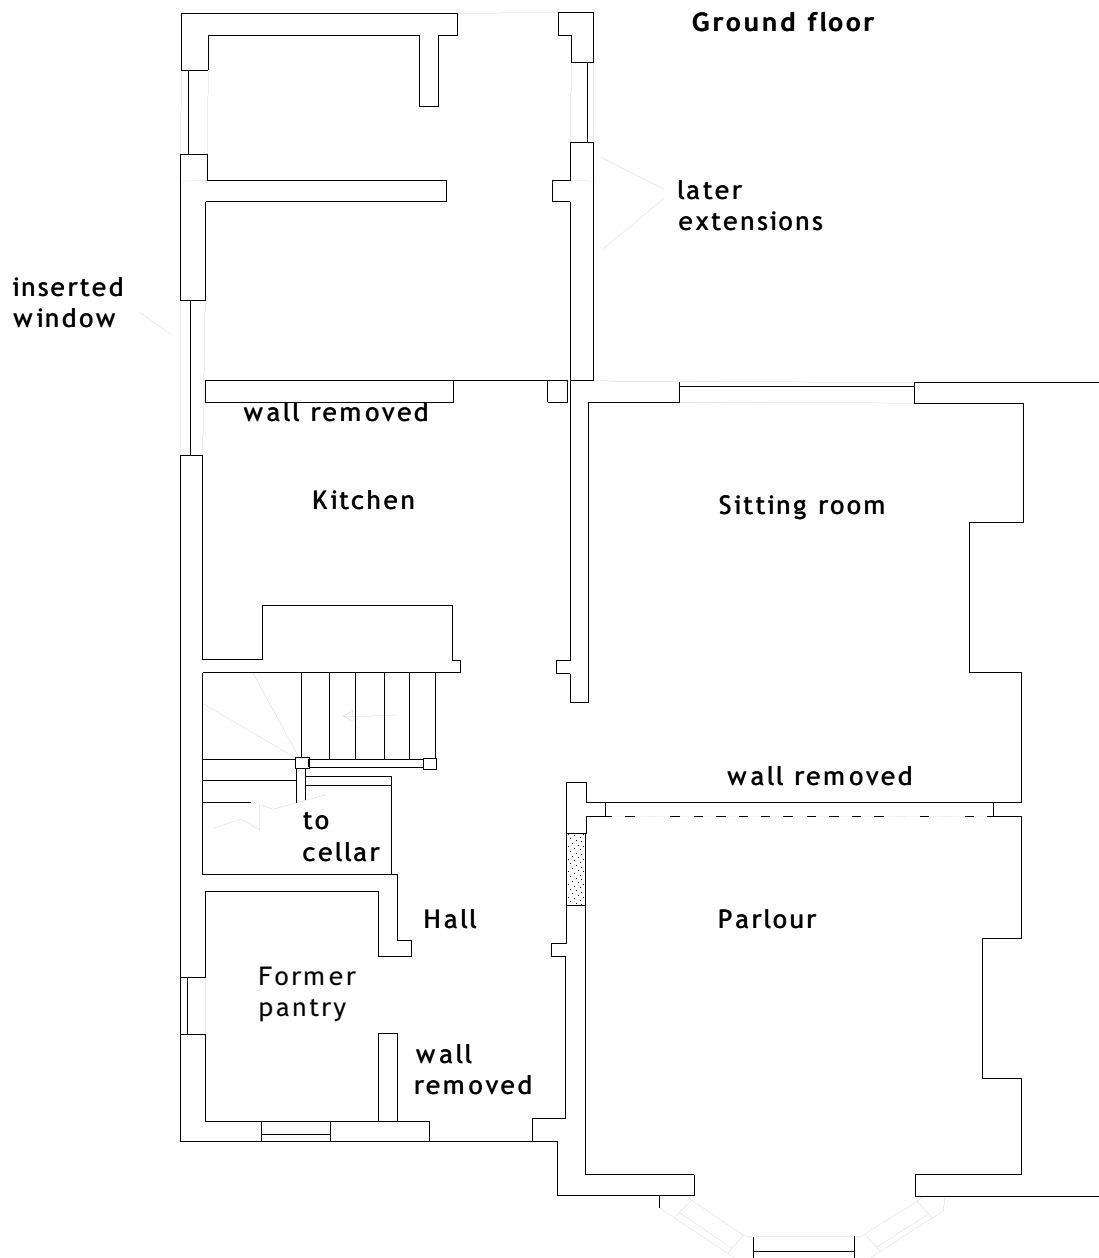 Ground floor
later
extensions
inserted
window
wall removed
Kitchen
Sitting room
wall removed
to
cellar
Hall
Parlour
Former
pantry
wall
removed